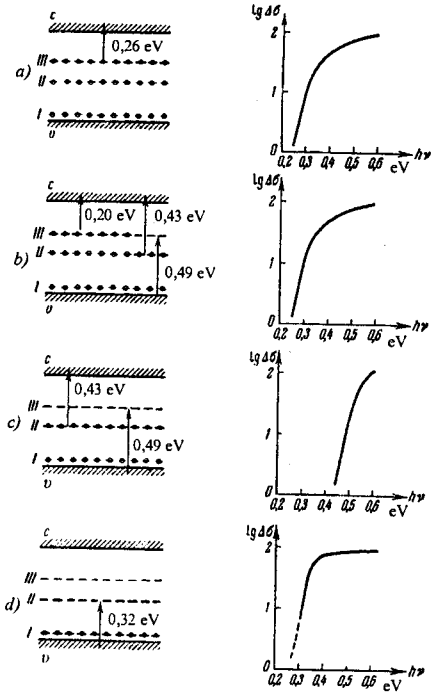 c
0,26 eV
III
a) II
I
v
lg Δσ
2
1
0
0,2 0,3 0,4 0,5 0,6 hν
eV
c
0,20 eV 0,43 eV
III
b) II
0,49 eV
I
v
lg Δσ
2
1
0
0,2 0,3 0,4 0,5 0,6 hν
eV
c
0,43 eV
III
c) II
0,49 eV
I
v
lg Δσ
2
1
0
0,2 0,3 0,4 0,5 0,6 hν
eV
c
III
d) II
0,32 eV
I
v
lg Δσ
2
1
0
0,2 0,3 0,4 0,5 0,6 hν
eV